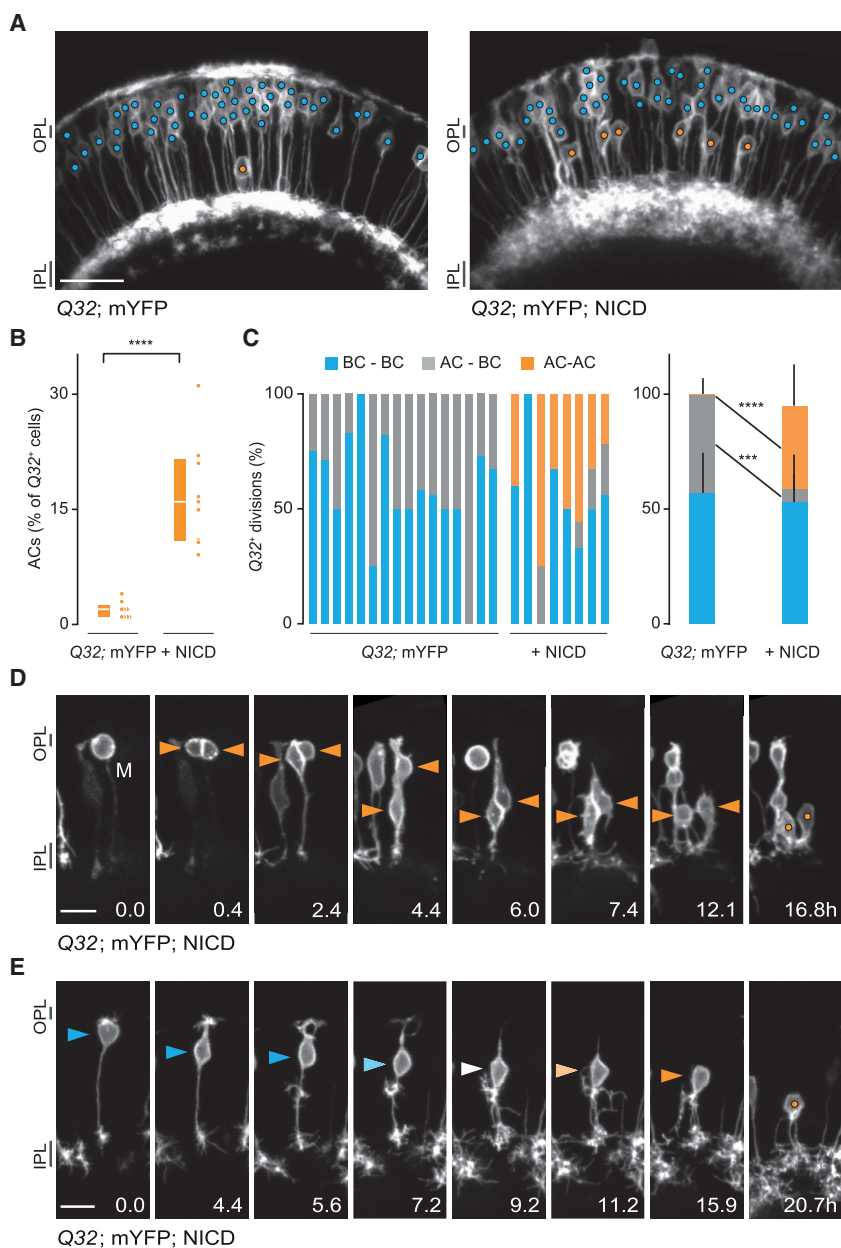 A
OPL
IPL
Q32; mYFP
OPL
IPL
Q32; mYFP; NICD
B
ACs (% of Q32⁺ cells)
30
15
0
****
Q32; mYFP + NICD
C
BC - BC AC - BC AC-AC
Q32⁺ divisions (%)
100
50
0
Q32; mYFP + NICD
100
50
0
****
***
Q32; mYFP + NICD
D
OPL
IPL
M
0.0 0.4 2.4 4.4 6.0 7.4 12.1 16.8h
Q32; mYFP; NICD
E
OPL
IPL
0.0 4.4 5.6 7.2 9.2 11.2 15.9 20.7h
Q32; mYFP; NICD